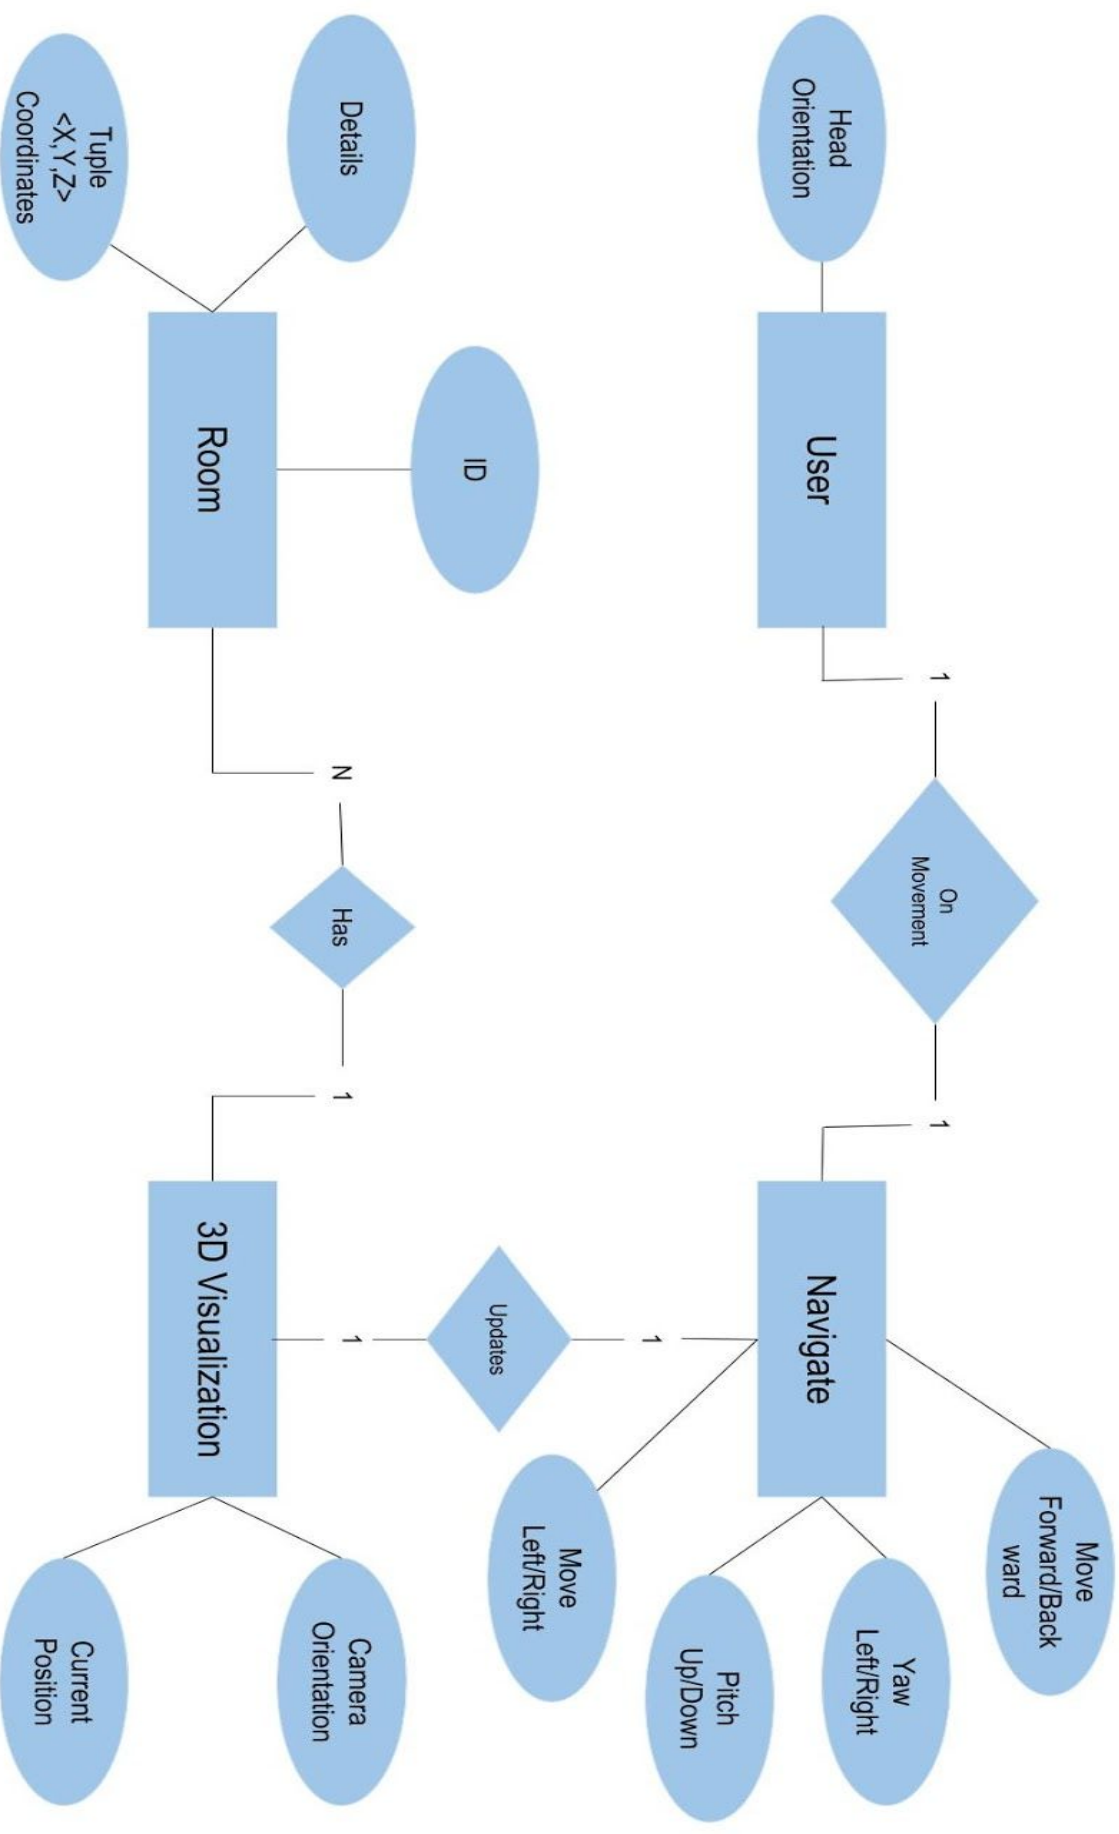 Move
Forward/Back
ward
1
On
Movement
1
Head
Orientation
User
Navigate
Yaw
Left/Right
Pitch
Up/Down
1
Move
Left/Right
Updates
ID
1
Details
N
Has
1
Camera
Orientation
Room
3D Visualization
Tuple
<X,Y,Z>
Coordinates
Current
Position